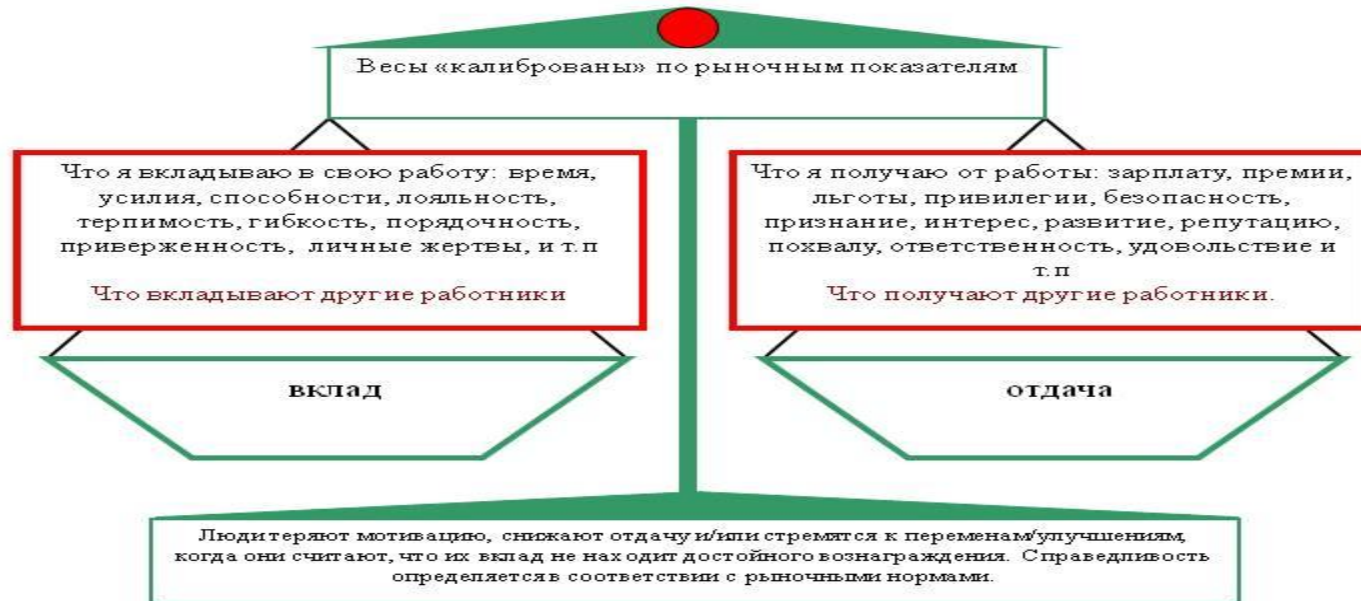 Весы «калиброваны» по рыночным показателям
Что я вкладываю в свою работу: время,
усилия, способности, лояльность,
терпимость, гибкость, порядочность,
приверженность, личные жертвы, и т.п
Что вкладывают другие работники
Что я получаю от работы: зарплату, премии,
льготы, привилегии, безопасность,
признание, интерес, развитие, репутацию,
похвалу, ответственность, удовольствие и
т.п
Что получают другие работники.
вклад
отдача
Люди теряют мотивацию, снижают отдачу и/или стремятся к переменам/улучшениям,
когда они считают, что их вклад не находит достойного вознаграждения. Справедливость
определяется в соответствии с рыночными нормами.